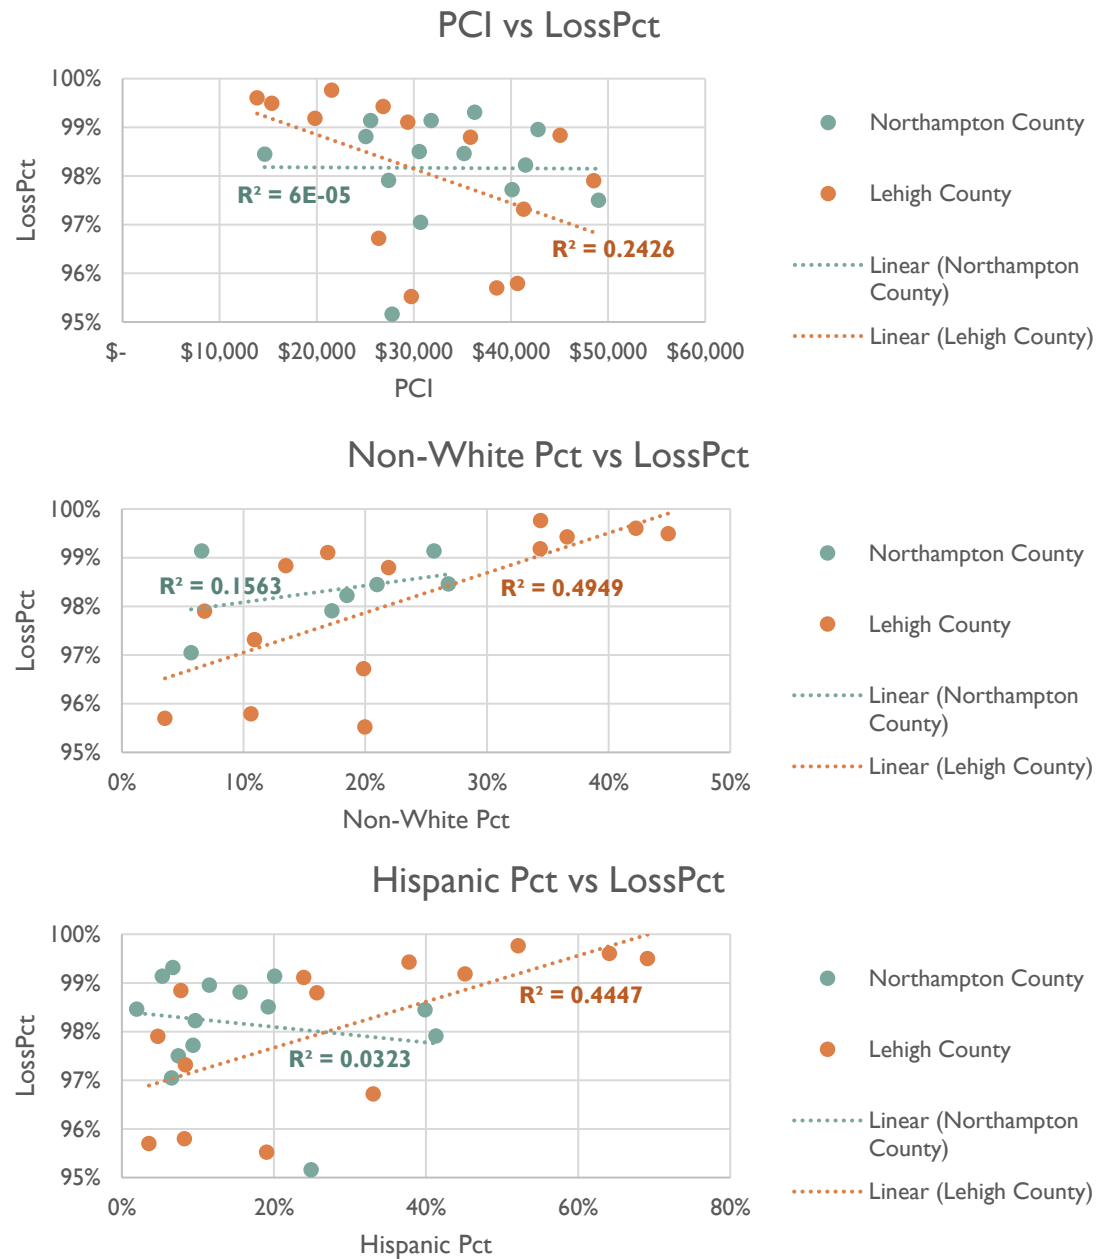 PCI vs LossPct
100%
99%
98%
97%
96%
95%
LossPct
R² = 6E-05
R² = 0.2426
$- $10,000 $20,000 $30,000 $40,000 $50,000 $60,000
PCI
Northampton County
Lehigh County
Linear (Northampton
County)
Linear (Lehigh County)
Non-White Pct vs LossPct
100%
99%
98%
97%
96%
95%
LossPct
R² = 0.1563
R² = 0.4949
0% 10% 20% 30% 40% 50%
Non-White Pct
Northampton County
Lehigh County
Linear (Northampton
County)
Linear (Lehigh County)
Hispanic Pct vs LossPct
100%
99%
98%
97%
96%
95%
LossPct
R² = 0.4447
R² = 0.0323
0% 20% 40% 60% 80%
Hispanic Pct
Northampton County
Lehigh County
Linear (Northampton
County)
Linear (Lehigh County)